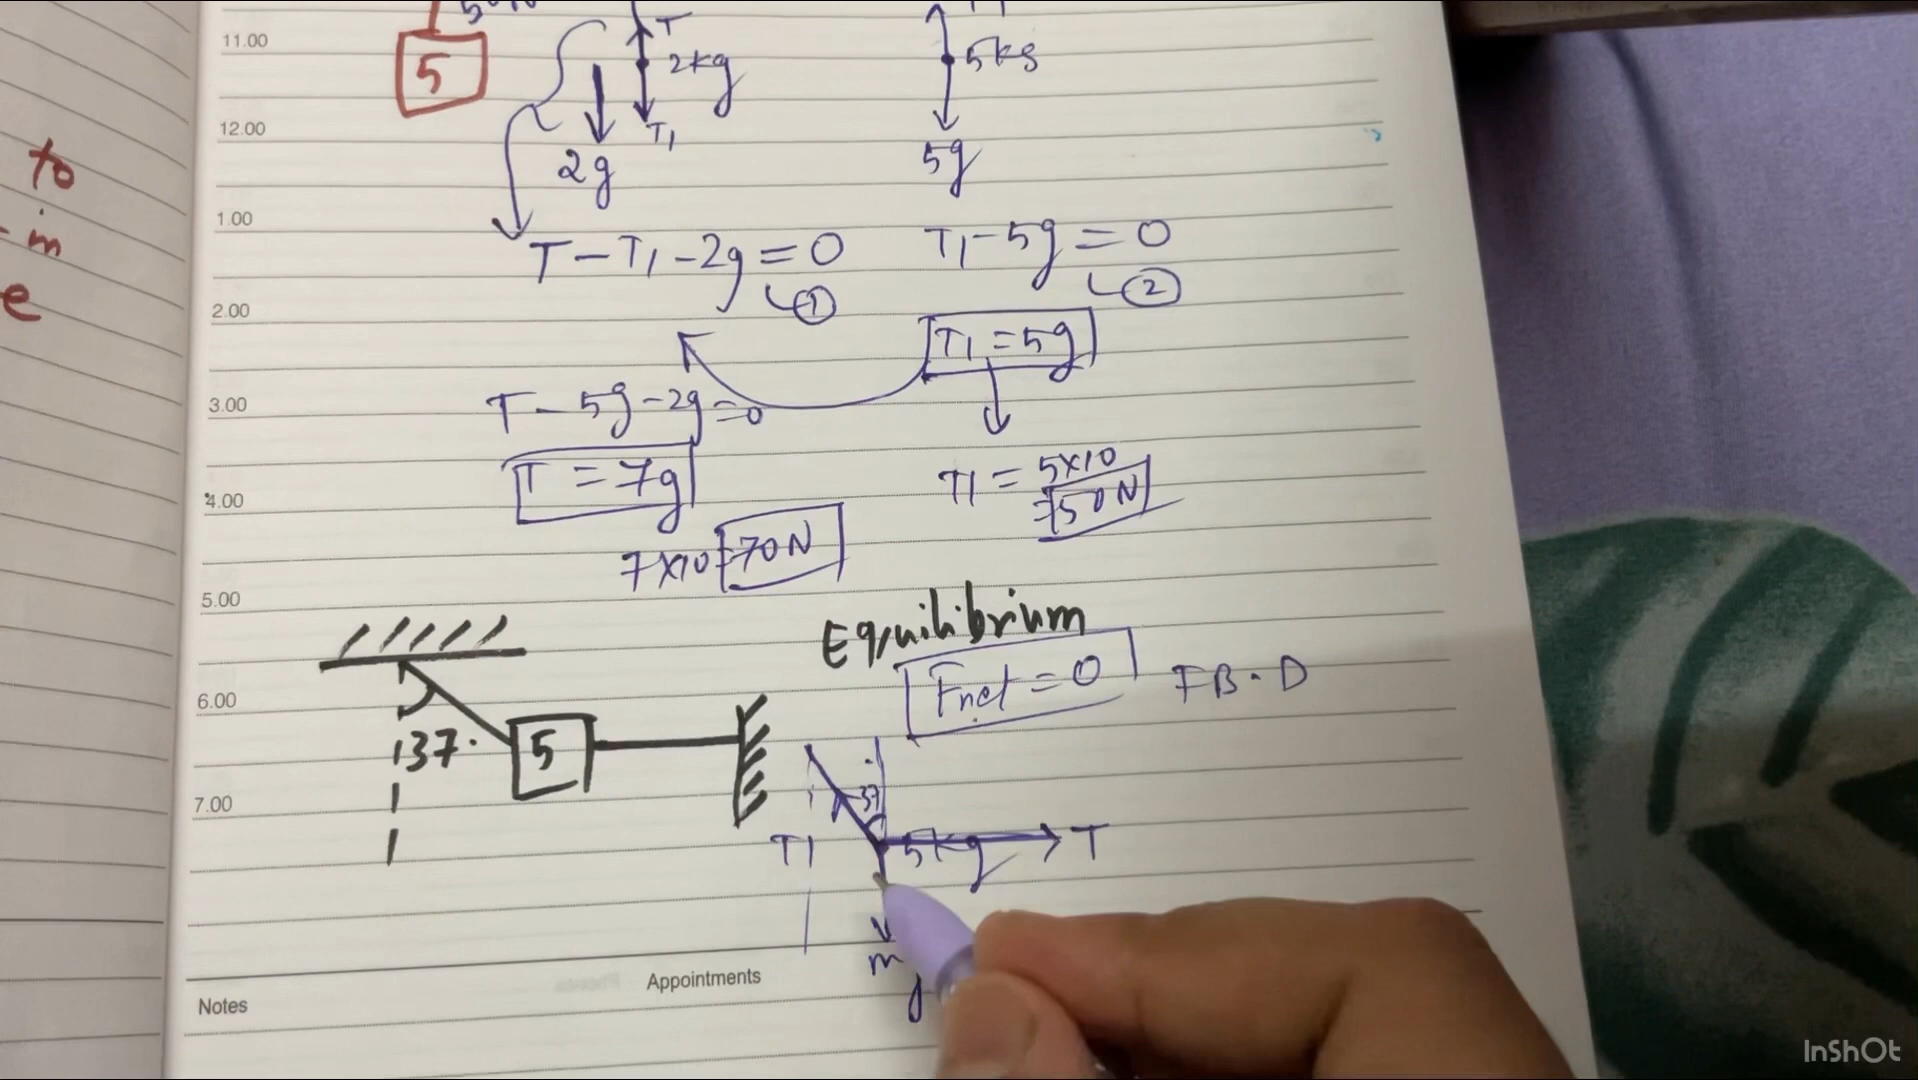 5
T
2kg
T1
2g
5kg
5g
to
in
e
11.00
12.00
1.00
T - T1 - 2g = 0
①
T1 - 5g = 0
②
2.00
T1 = 5g
3.00
T - 5g - 2g = 0
T = 7g
4.00
T1 = 5×10
= 50N
7×10 = 70N
5.00
Equilibrium
Fnet = 0
F B . D
6.00
37
5
7.00
37
T1
5kg
T
mg
Appointments
Notes
InShOt